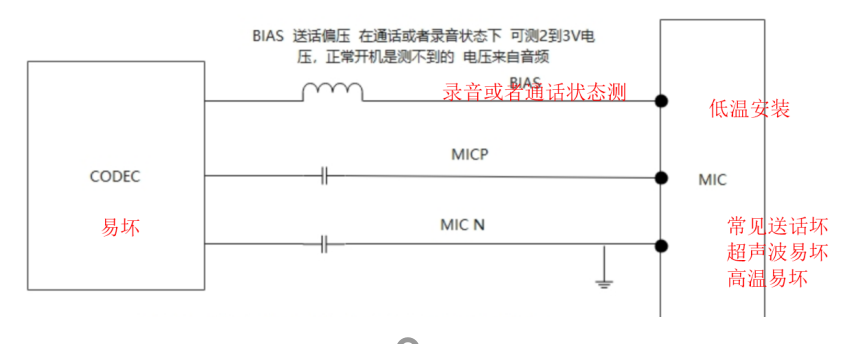 BIAS 送话偏压 在通话或者录音状态下 可测2到3V电
压，正常开机是测不到的 电压来自音频
BIAS
录音或者通话状态测
低温安装
MICP
CODEC
MIC
易坏
MIC N
常见送话坏
超声波易坏
高温易坏